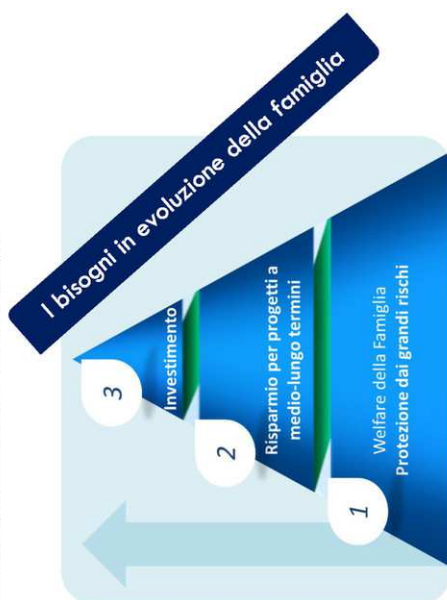 I bisogni in evoluzione della famiglia
3
Investimento
2
Risparmio per progetti a
medio-lungo termini
1
Welfare della Famiglia
Protezione dai grandi rischi